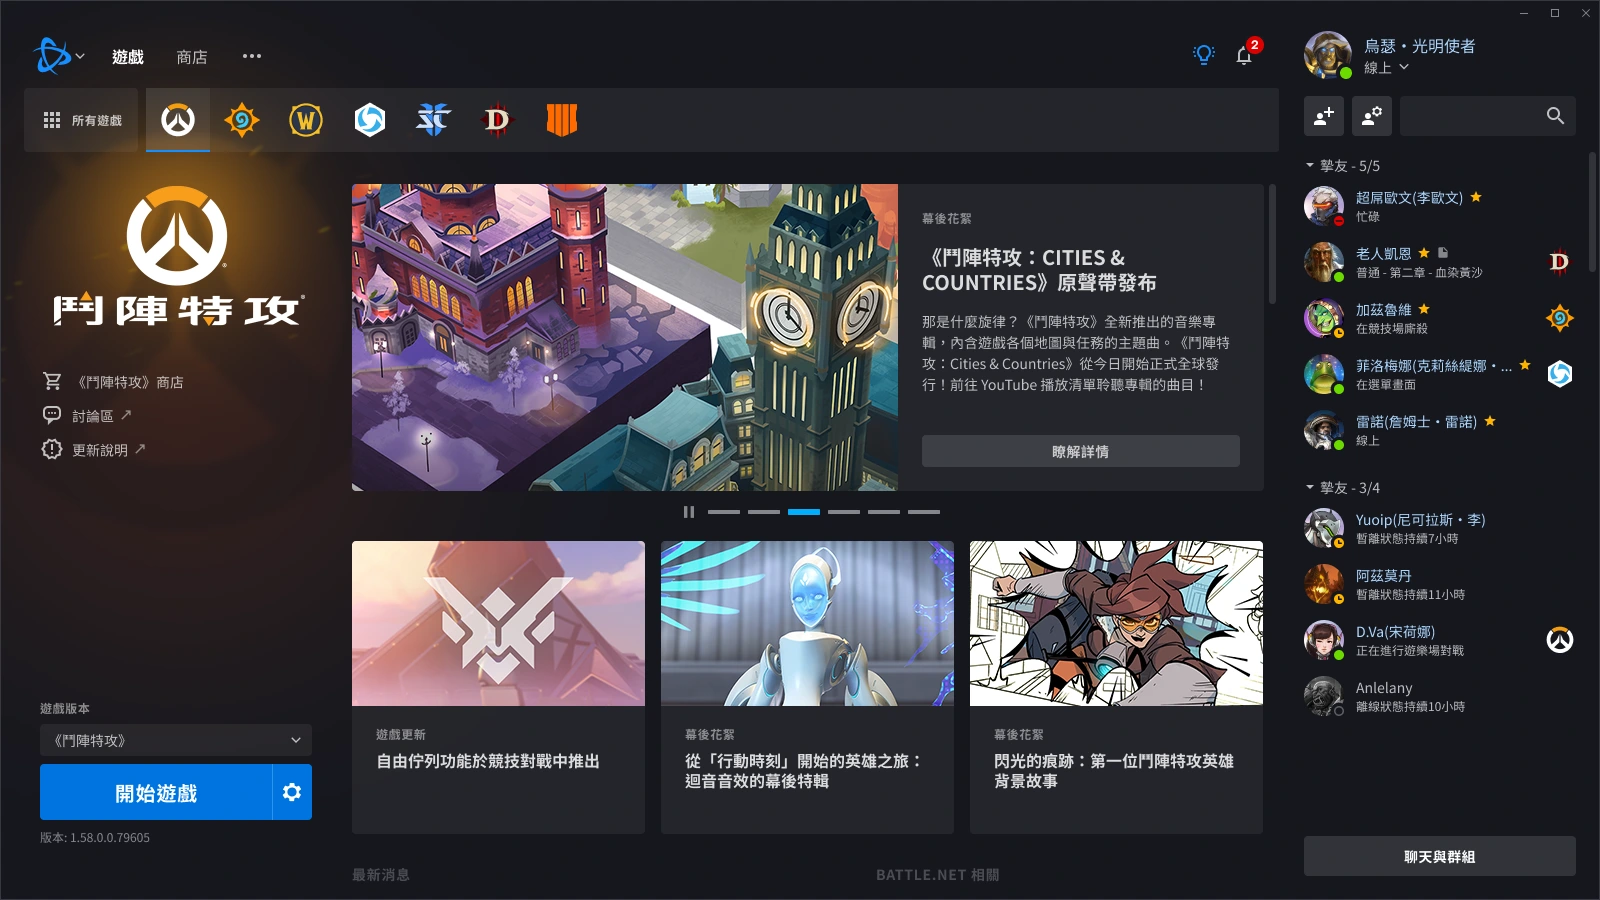 遊戲
商店
2
烏瑟·光明使者
線上
所有遊戲
鬥陣特攻
《鬥陣特攻》商店
討論區
更新說明
幕後花絮
《鬥陣特攻：CITIES &
COUNTRIES》原聲帶發布
那是什麼旋律？《鬥陣特攻》全新推出的音樂專
輯，內含遊戲各個地圖與任務的主題曲。《鬥陣特
攻：Cities & Countries》從今日開始正式全球發
行！前往 YouTube 播放清單聆聽專輯的曲目！
瞭解詳情
遊戲更新
自由佇列功能於競技對戰中推出
幕後花絮
從「行動時刻」開始的英雄之旅：
迴音音效的幕後特輯
幕後花絮
閃光的痕跡：第一位鬥陣特攻英雄
背景故事
遊戲版本
《鬥陣特攻》
開始遊戲
版本: 1.58.0.0.79605
最新消息
BATTLE.NET 相關
摯友 - 5/5
超屌歐文(李歐文)
忙碌
老人凱恩
普通 - 第二章 - 血染黃沙
加茲魯維
在競技場廝殺
菲洛梅娜(克莉絲緹娜·...
在選單畫面
雷諾(詹姆士·雷諾)
線上
摯友 - 3/4
Yuoip(尼可拉斯·李)
暫離狀態持續7小時
阿茲莫丹
暫離狀態持續11小時
D.Va(宋荷娜)
正在進行遊樂場對戰
Anlelany
離線狀態持續10小時
聊天與群組